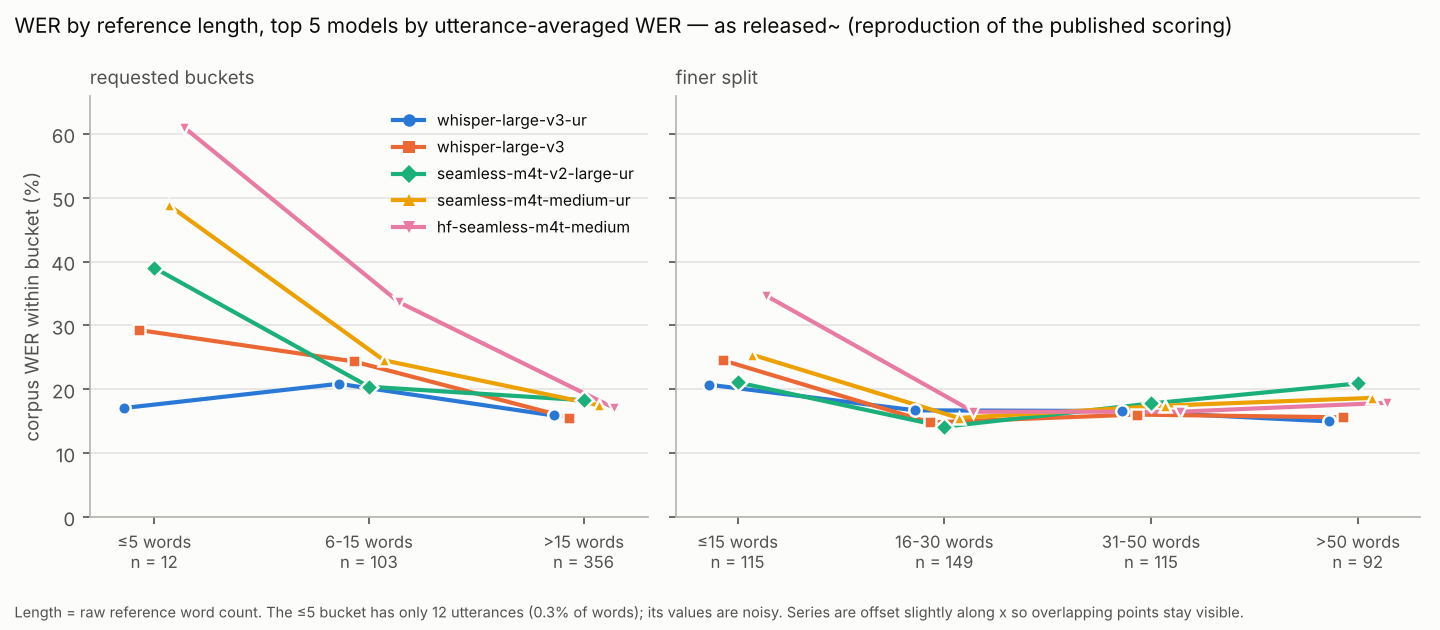 WER by reference length, top 5 models by utterance-averaged WER — as released~ (reproduction of the published scoring)
requested buckets
finer split
whisper-large-v3-ur
whisper-large-v3
seamless-m4t-v2-large-ur
seamless-m4t-medium-ur
hf-seamless-m4t-medium
corpus WER within bucket (%)
60
50
40
30
20
10
0
≤5 words
n = 12
6-15 words
n = 103
>15 words
n = 356
≤15 words
n = 115
16-30 words
n = 149
31-50 words
n = 115
>50 words
n = 92
Length = raw reference word count. The ≤5 bucket has only 12 utterances (0.3% of words); its values are noisy. Series are offset slightly along x so overlapping points stay visible.